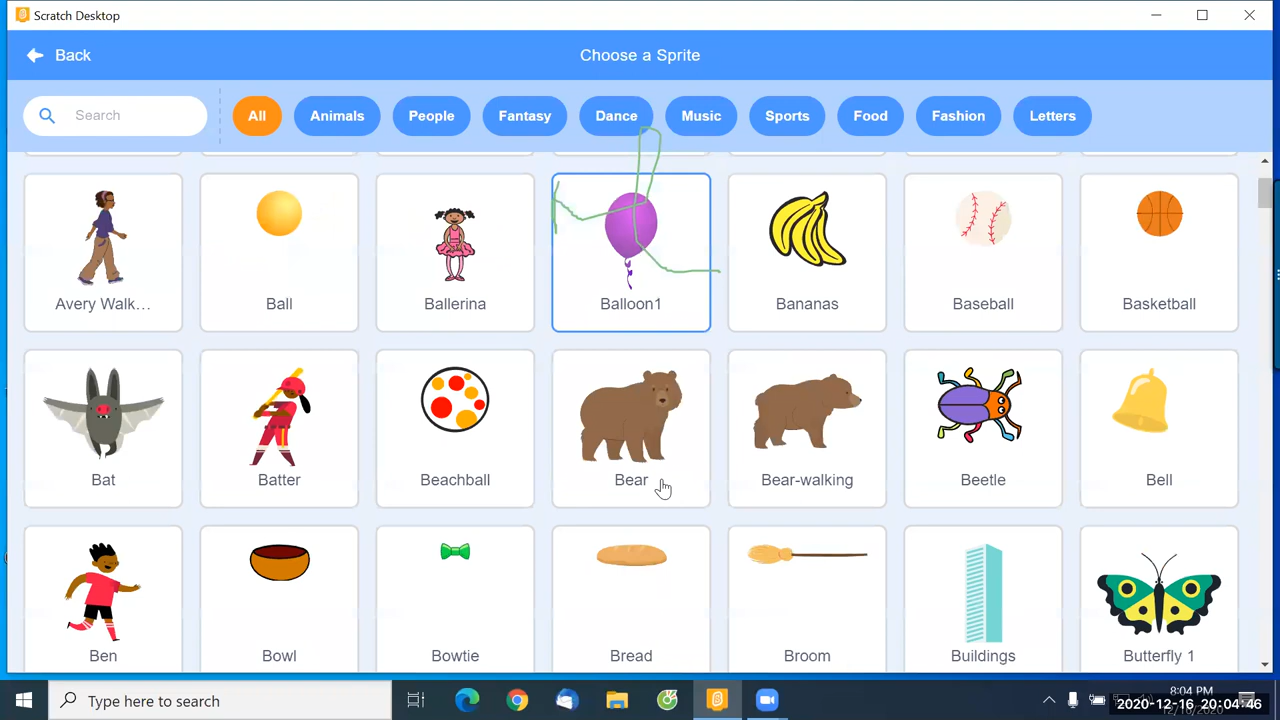 Scratch Desktop
Back
Choose a Sprite
Search
All
Animals
People
Fantasy
Dance
Music
Sports
Food
Fashion
Letters
Avery Walk...
Ball
Ballerina
Balloon1
Bananas
Baseball
Basketball
Bat
Batter
Beachball
Bear
Bear-walking
Beetle
Bell
Ben
Bowl
Bowtie
Bread
Broom
Buildings
Butterfly 1
Type here to search
8:04 PM
2020-12-16 20:04:46